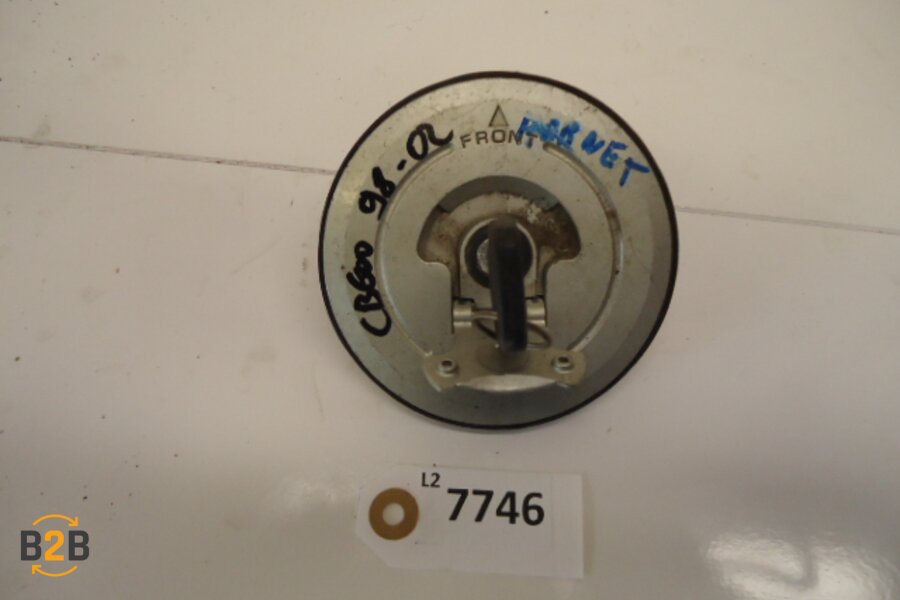 FRONT
HORNET
CB600 98-02
L2
7746
B2B